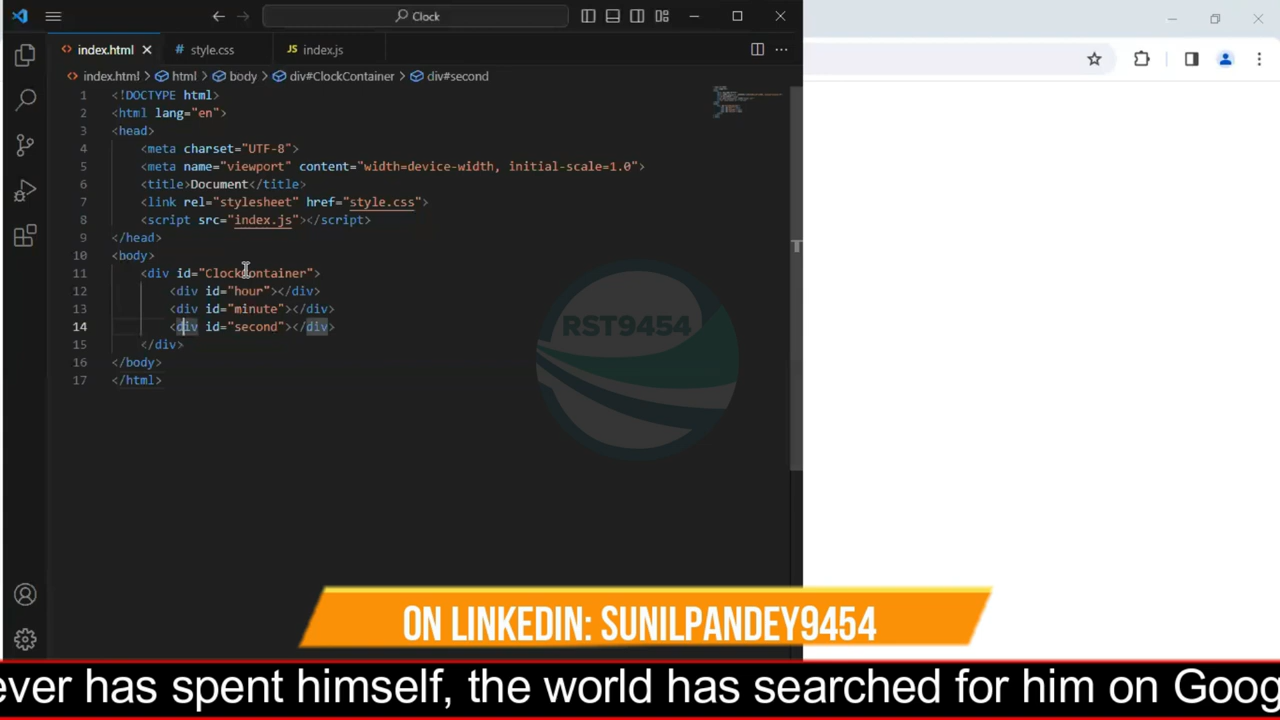 Clock
index.html
style.css
JS index.js
index.html > html > body > div#ClockContainer > div#second
1 <!DOCTYPE html>
2 <html lang="en">
3 <head>
4 <meta charset="UTF-8">
5 <meta name="viewport" content="width=device-width, initial-scale=1.0">
6 <title>Document</title>
7 <link rel="stylesheet" href="style.css">
8 <script src="index.js"></script>
9 </head>
10 <body>
11 <div id="ClockContainer">
12 <div id="hour"></div>
13 <div id="minute"></div>
14 <div id="second"></div>
15 </div>
16 </body>
17 </html>
RST9454
ON LINKEDIN: SUNILPANDEY9454
ever has spent himself, the world has searched for him on Goog